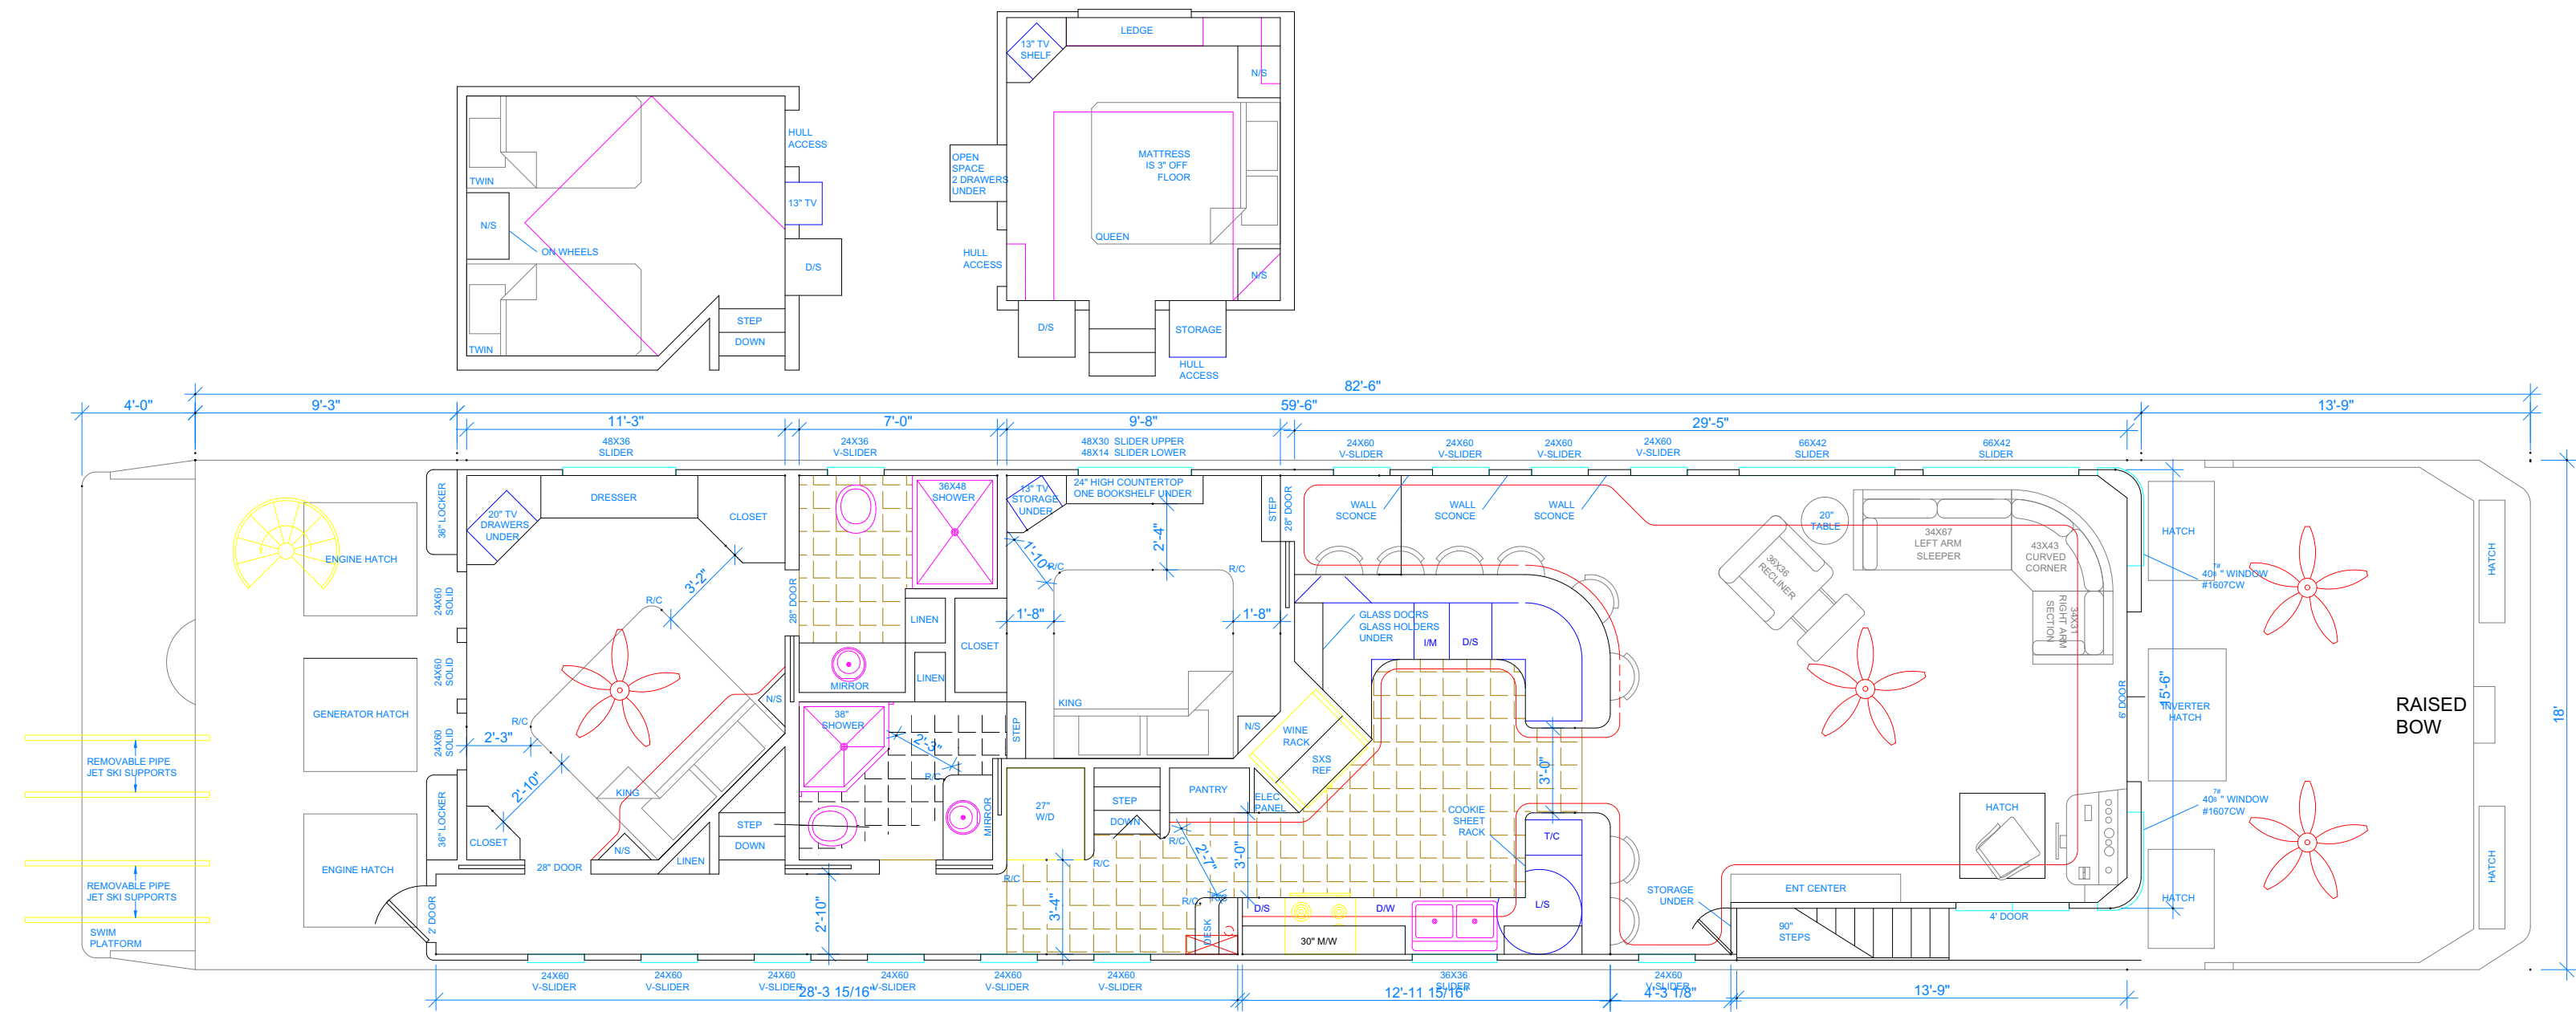 LEDGE
13" TV
SHELF
N/S
HULL
ACCESS
OPEN
SPACE
2 DRAWERS
UNDER
MATTRESS
IS 3" OFF
FLOOR
TWIN
13" TV
N/S
QUEEN
ON WHEELS
HULL
ACCESS
D/S
N/S
STEP
D/S
STORAGE
DOWN
TWIN
HULL
ACCESS
82'-6"
4'-0"
9'-3"
59'-6"
13'-9"
11'-3"
7'-0"
9'-8"
29'-5"
48X36
SLIDER
24X36
V-SLIDER
48X30 SLIDER UPPER
48X14 SLIDER LOWER
24X60
V-SLIDER
24X60
V-SLIDER
24X60
V-SLIDER
24X60
V-SLIDER
66X42
SLIDER
66X42
SLIDER
36" LOCKER
20" TV
DRAWERS
UNDER
DRESSER
CLOSET
36X48
SHOWER
13" TV
STORAGE
UNDER
24" HIGH COUNTERTOP
ONE BOOKSHELF UNDER
STEP
28" DOOR
WALL
SCONCE
WALL
SCONCE
WALL
SCONCE
20"
TABLE
36X36
RECLINER
34X67
LEFT ARM
SLEEPER
43X43
CURVED
CORNER
34X31
RIGHT ARM
SECTION
HATCH
HATCH
7#
408 " WINDOW
#1607CW
ENGINE HATCH
24X60
SOLID
3'-2"
R/C
28" DOOR
1'-10"
R/C
2'-4"
R/C
LINEN
CLOSET
1'-8"
1'-8"
GLASS DOORS
GLASS HOLDERS
UNDER
I/M
D/S
GENERATOR HATCH
24X60
SOLID
24X60
SOLID
R/C
2'-3"
2'-10"
N/S
KING
MIRROR
LINEN
38"
SHOWER
2'-3"
R/C
STEP
KING
N/S
WINE
RACK
SXS
REF
3'-0"
6' DOOR
15'-6"
INVERTER
HATCH
RAISED
BOW
18'
REMOVABLE PIPE
JET SKI SUPPORTS
36" LOCKER
CLOSET
N/S
LINEN
STEP
DOWN
MIRROR
27"
W/D
STEP
DOWN
PANTRY
ELEC
PANEL
COOKIE
SHEET
RACK
T/C
HATCH
7#
408 " WINDOW
#1607CW
ENGINE HATCH
28" DOOR
R/C
R/C
R/C
2'-7"
3'-0"
REMOVABLE PIPE
JET SKI SUPPORTS
2' DOOR
2'-10"
3'-4"
R/C
R/C
DESK
D/S
D/W
L/S
30" M/W
STORAGE
UNDER
ENT CENTER
90"
STEPS
4' DOOR
HATCH
HATCH
SWIM
PLATFORM
24X60
V-SLIDER
24X60
V-SLIDER
24X60
V-SLIDER
24X60
V-SLIDER
24X60
V-SLIDER
24X60
V-SLIDER
36X36
SLIDER
24X60
V-SLIDER
28'-3 15/16"
12'-11 15/16"
4'-3 1/8"
13'-9"